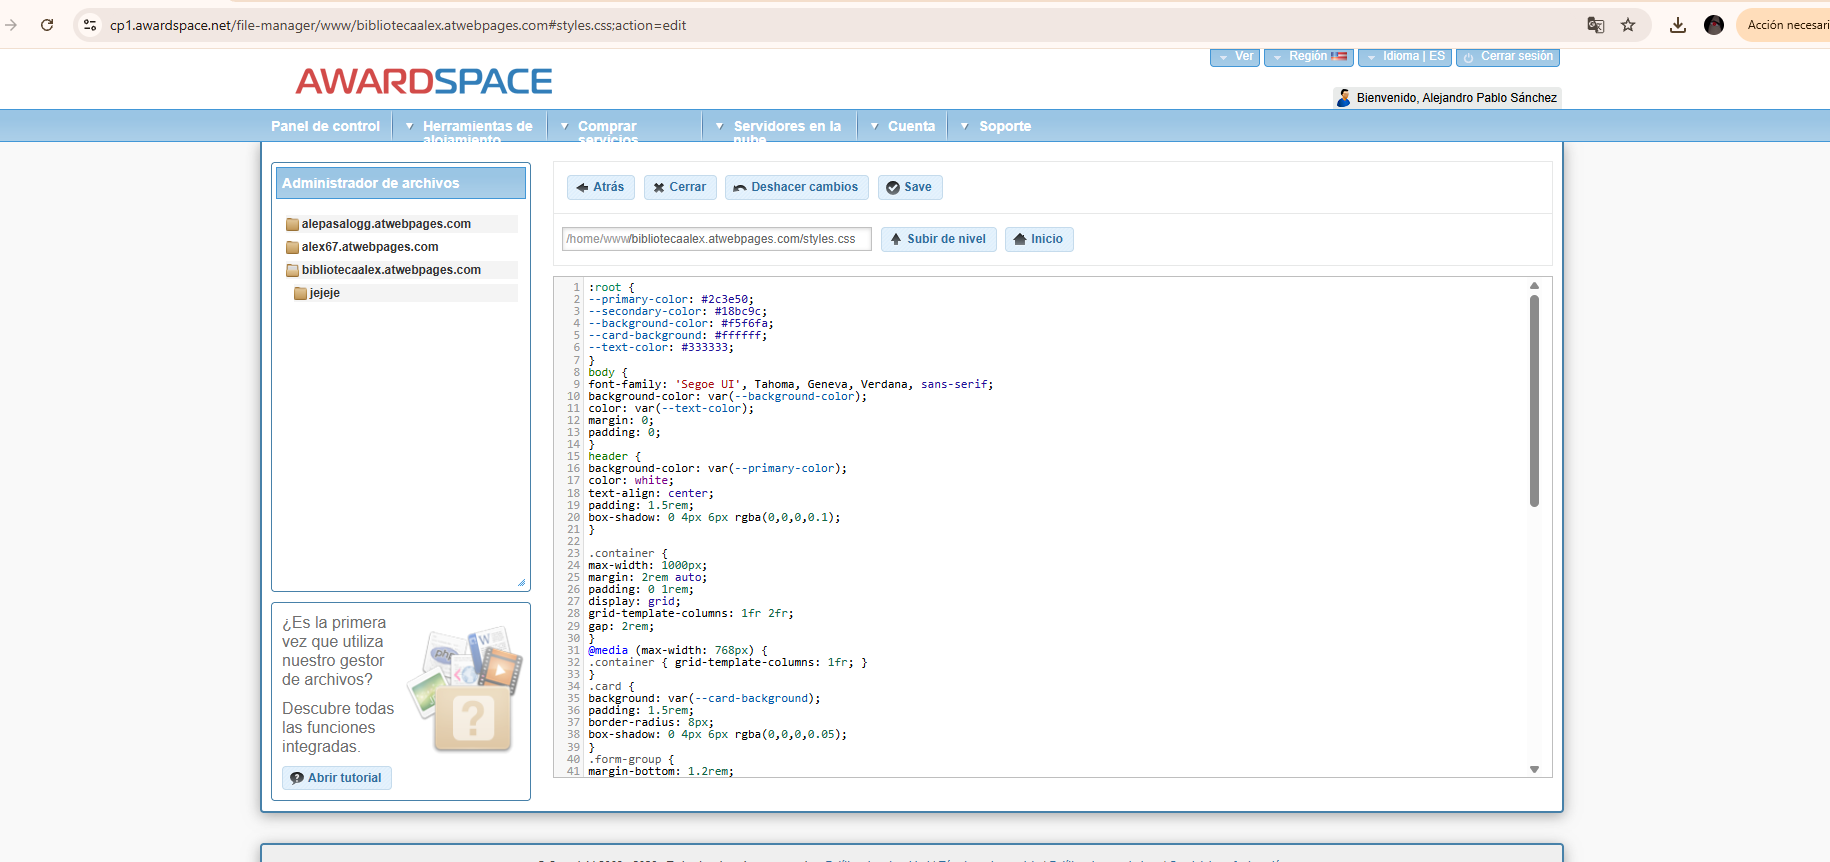 cp1.awardspace.net/file-manager/www/bibliotecaalex.atwebpages.com#styles.css;action=edit
Acción necesari
Ver
Región
Idioma | ES
Cerrar sesión
AWARDSPACE
Bienvenido, Alejandro Pablo Sánchez
Panel de control
Herramientas de alojamiento
Comprar servicios
Servidores en la nube
Cuenta
Soporte
Administrador de archivos
alepasalogg.atwebpages.com
alex67.atwebpages.com
bibliotecaalex.atwebpages.com
jejeje
¿Es la primera
vez que utiliza
nuestro gestor
de archivos?
Descubre todas
las funciones
integradas.
Abrir tutorial
Atrás
Cerrar
Deshacer cambios
Save
/home/www/bibliotecaalex.atwebpages.com/styles.css
Subir de nivel
Inicio
1 :root {
2 --primary-color: #2c3e50;
3 --secondary-color: #18bc9c;
4 --background-color: #f5f6fa;
5 --card-background: #ffffff;
6 --text-color: #333333;
7 }
8 body {
9 font-family: 'Segoe UI', Tahoma, Geneva, Verdana, sans-serif;
10 background-color: var(--background-color);
11 color: var(--text-color);
12 margin: 0;
13 padding: 0;
14 }
15 header {
16 background-color: var(--primary-color);
17 color: white;
18 text-align: center;
19 padding: 1.5rem;
20 box-shadow: 0 4px 6px rgba(0,0,0,0.1);
21 }
22
23 .container {
24 max-width: 1000px;
25 margin: 2rem auto;
26 padding: 0 1rem;
27 display: grid;
28 grid-template-columns: 1fr 2fr;
29 gap: 2rem;
30 }
31 @media (max-width: 768px) {
32 .container { grid-template-columns: 1fr; }
33 }
34 .card {
35 background: var(--card-background);
36 padding: 1.5rem;
37 border-radius: 8px;
38 box-shadow: 0 4px 6px rgba(0,0,0,0.05);
39 }
40 .form-group {
41 margin-bottom: 1.2rem;